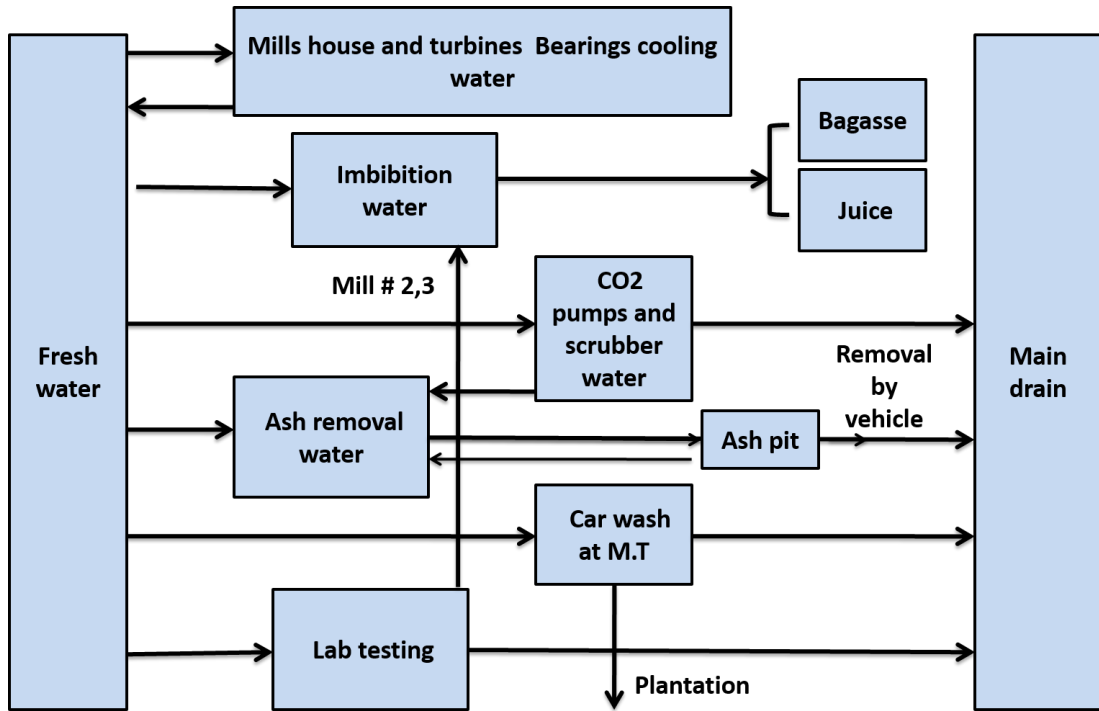 Mills house and turbines Bearings cooling
water
Bagasse
Imbibition
water
Juice
Mill # 2,3
CO2
pumps and
scrubber
water
Fresh
water
Removal
by
vehicle
Main
drain
Ash removal
water
Ash pit
Car wash
at M.T
Lab testing
Plantation